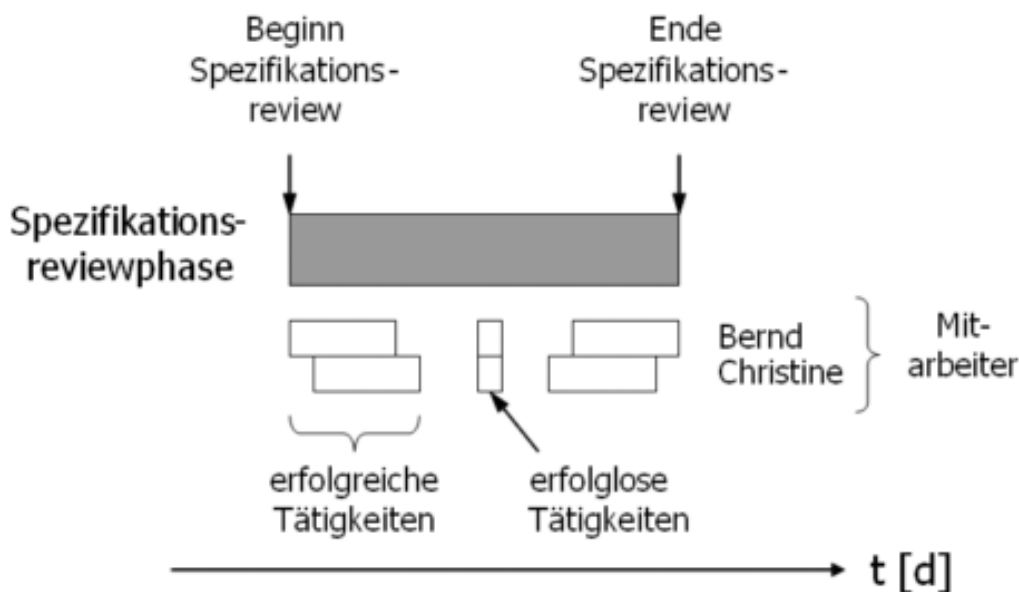 Beginn
Spezifikations-
review
Ende
Spezifikations-
review
Spezifikations-
reviewphase
Bernd
Christine
Mit-
arbeiter
erfolgreiche
Tätigkeiten
erfolglose
Tätigkeiten
t [d]